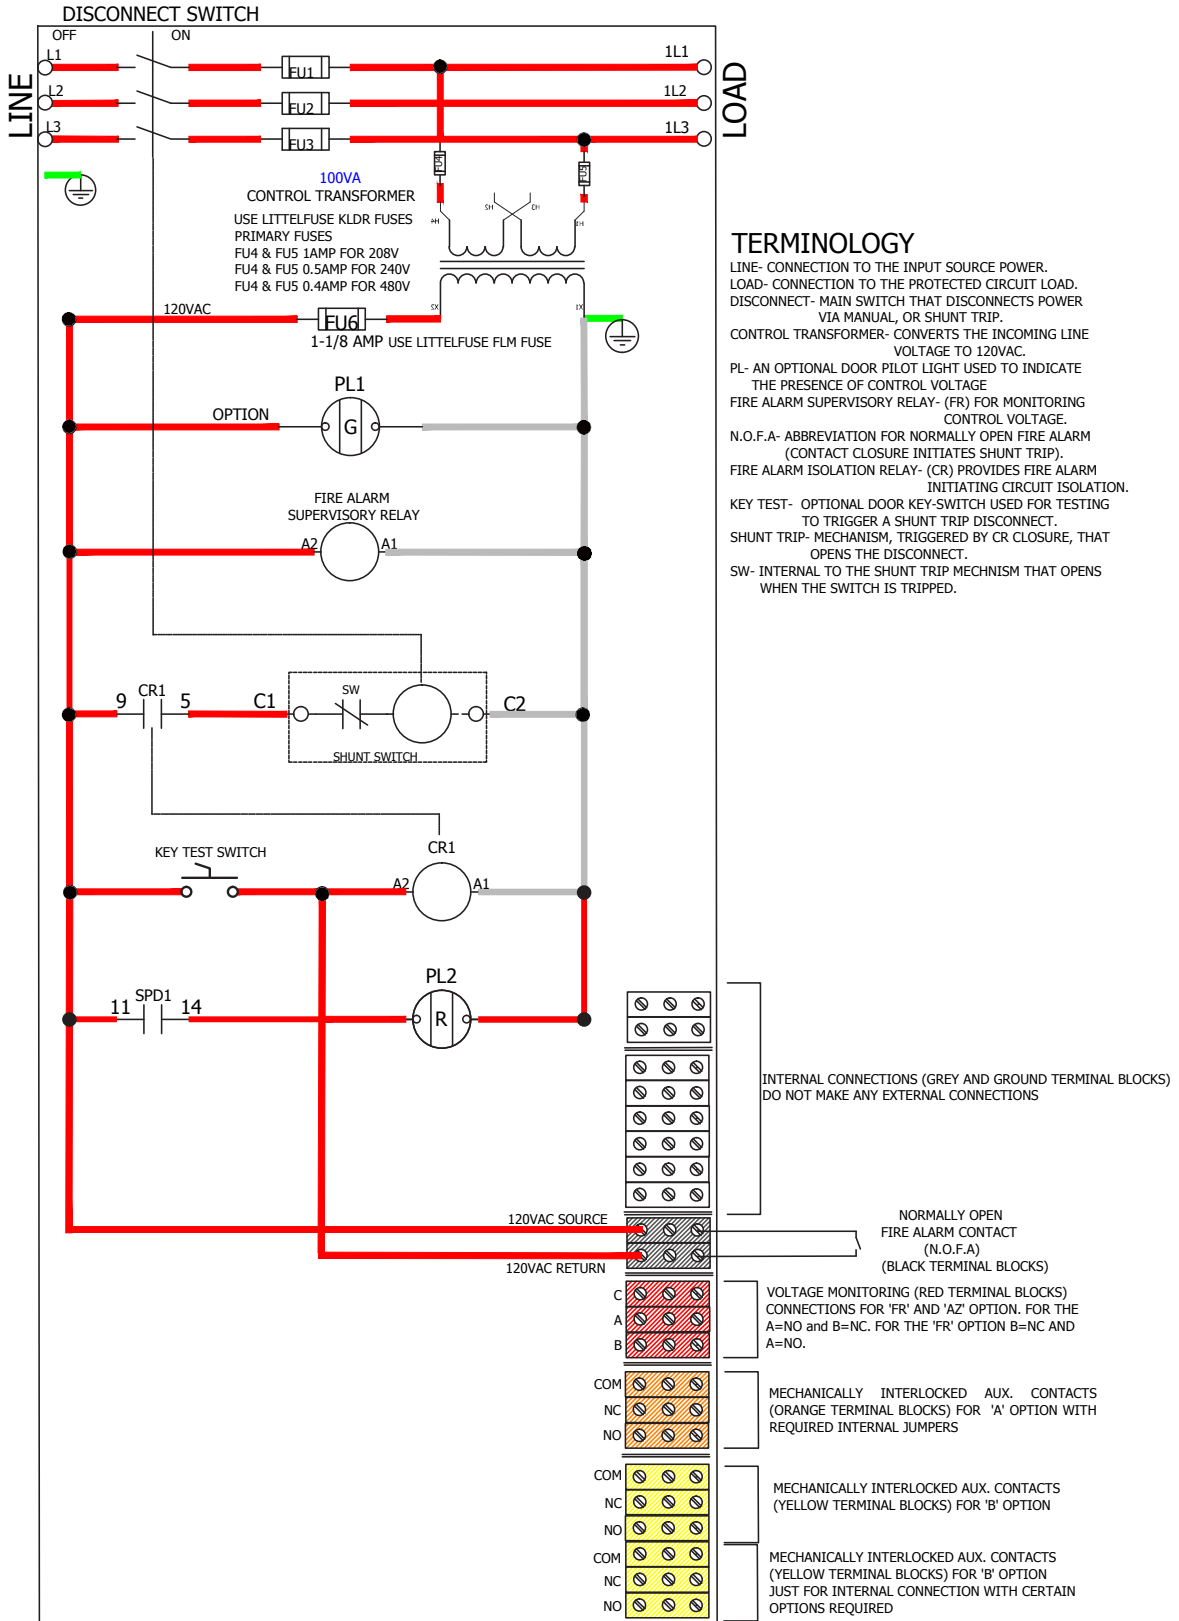 DISCONNECT SWITCH
OFF
ON
L1
L2
L3
LINE
FU1
FU2
FU3
1L1
1L2
1L3
LOAD
FU4
FU5
100VA
CONTROL TRANSFORMER
USE LITTELFUSE KLDR FUSES
PRIMARY FUSES
FU4 & FU5 1AMP FOR 208V
FU4 & FU5 0.5AMP FOR 240V
FU4 & FU5 0.4AMP FOR 480V
H4
H2
H3
H1
X2
X1
120VAC
FU6
1-1/8 AMP USE LITTELFUSE FLM FUSE
TERMINOLOGY
LINE- CONNECTION TO THE INPUT SOURCE POWER.
LOAD- CONNECTION TO THE PROTECTED CIRCUIT LOAD.
DISCONNECT- MAIN SWITCH THAT DISCONNECTS POWER
VIA MANUAL, OR SHUNT TRIP.
CONTROL TRANSFORMER- CONVERTS THE INCOMING LINE
VOLTAGE TO 120VAC.
PL- AN OPTIONAL DOOR PILOT LIGHT USED TO INDICATE
THE PRESENCE OF CONTROL VOLTAGE
FIRE ALARM SUPERVISORY RELAY- (FR) FOR MONITORING
CONTROL VOLTAGE.
N.O.F.A- ABBREVIATION FOR NORMALLY OPEN FIRE ALARM
(CONTACT CLOSURE INITIATES SHUNT TRIP).
FIRE ALARM ISOLATION RELAY- (CR) PROVIDES FIRE ALARM
INITIATING CIRCUIT ISOLATION.
KEY TEST- OPTIONAL DOOR KEY-SWITCH USED FOR TESTING
TO TRIGGER A SHUNT TRIP DISCONNECT.
SHUNT TRIP- MECHANISM, TRIGGERED BY CR CLOSURE, THAT
OPENS THE DISCONNECT.
SW- INTERNAL TO THE SHUNT TRIP MECHNISM THAT OPENS
WHEN THE SWITCH IS TRIPPED.
PL1
OPTION
G
FIRE ALARM
SUPERVISORY RELAY
A2
A1
9
CR1
5
C1
SW
C2
SHUNT SWITCH
KEY TEST SWITCH
CR1
A2
A1
11
SPD1
14
PL2
R
INTERNAL CONNECTIONS (GREY AND GROUND TERMINAL BLOCKS)
DO NOT MAKE ANY EXTERNAL CONNECTIONS
120VAC SOURCE
120VAC RETURN
NORMALLY OPEN
FIRE ALARM CONTACT
(N.O.F.A)
(BLACK TERMINAL BLOCKS)
C
A
B
VOLTAGE MONITORING (RED TERMINAL BLOCKS)
CONNECTIONS FOR 'FR' AND 'AZ' OPTION. FOR THE
A=NO and B=NC. FOR THE 'FR' OPTION B=NC AND
A=NO.
COM
NC
NO
MECHANICALLY INTERLOCKED AUX. CONTACTS
(ORANGE TERMINAL BLOCKS) FOR 'A' OPTION WITH
REQUIRED INTERNAL JUMPERS
COM
NC
NO
MECHANICALLY INTERLOCKED AUX. CONTACTS
(YELLOW TERMINAL BLOCKS) FOR 'B' OPTION
COM
NC
NO
MECHANICALLY INTERLOCKED AUX. CONTACTS
(YELLOW TERMINAL BLOCKS) FOR 'B' OPTION
JUST FOR INTERNAL CONNECTION WITH CERTAIN
OPTIONS REQUIRED